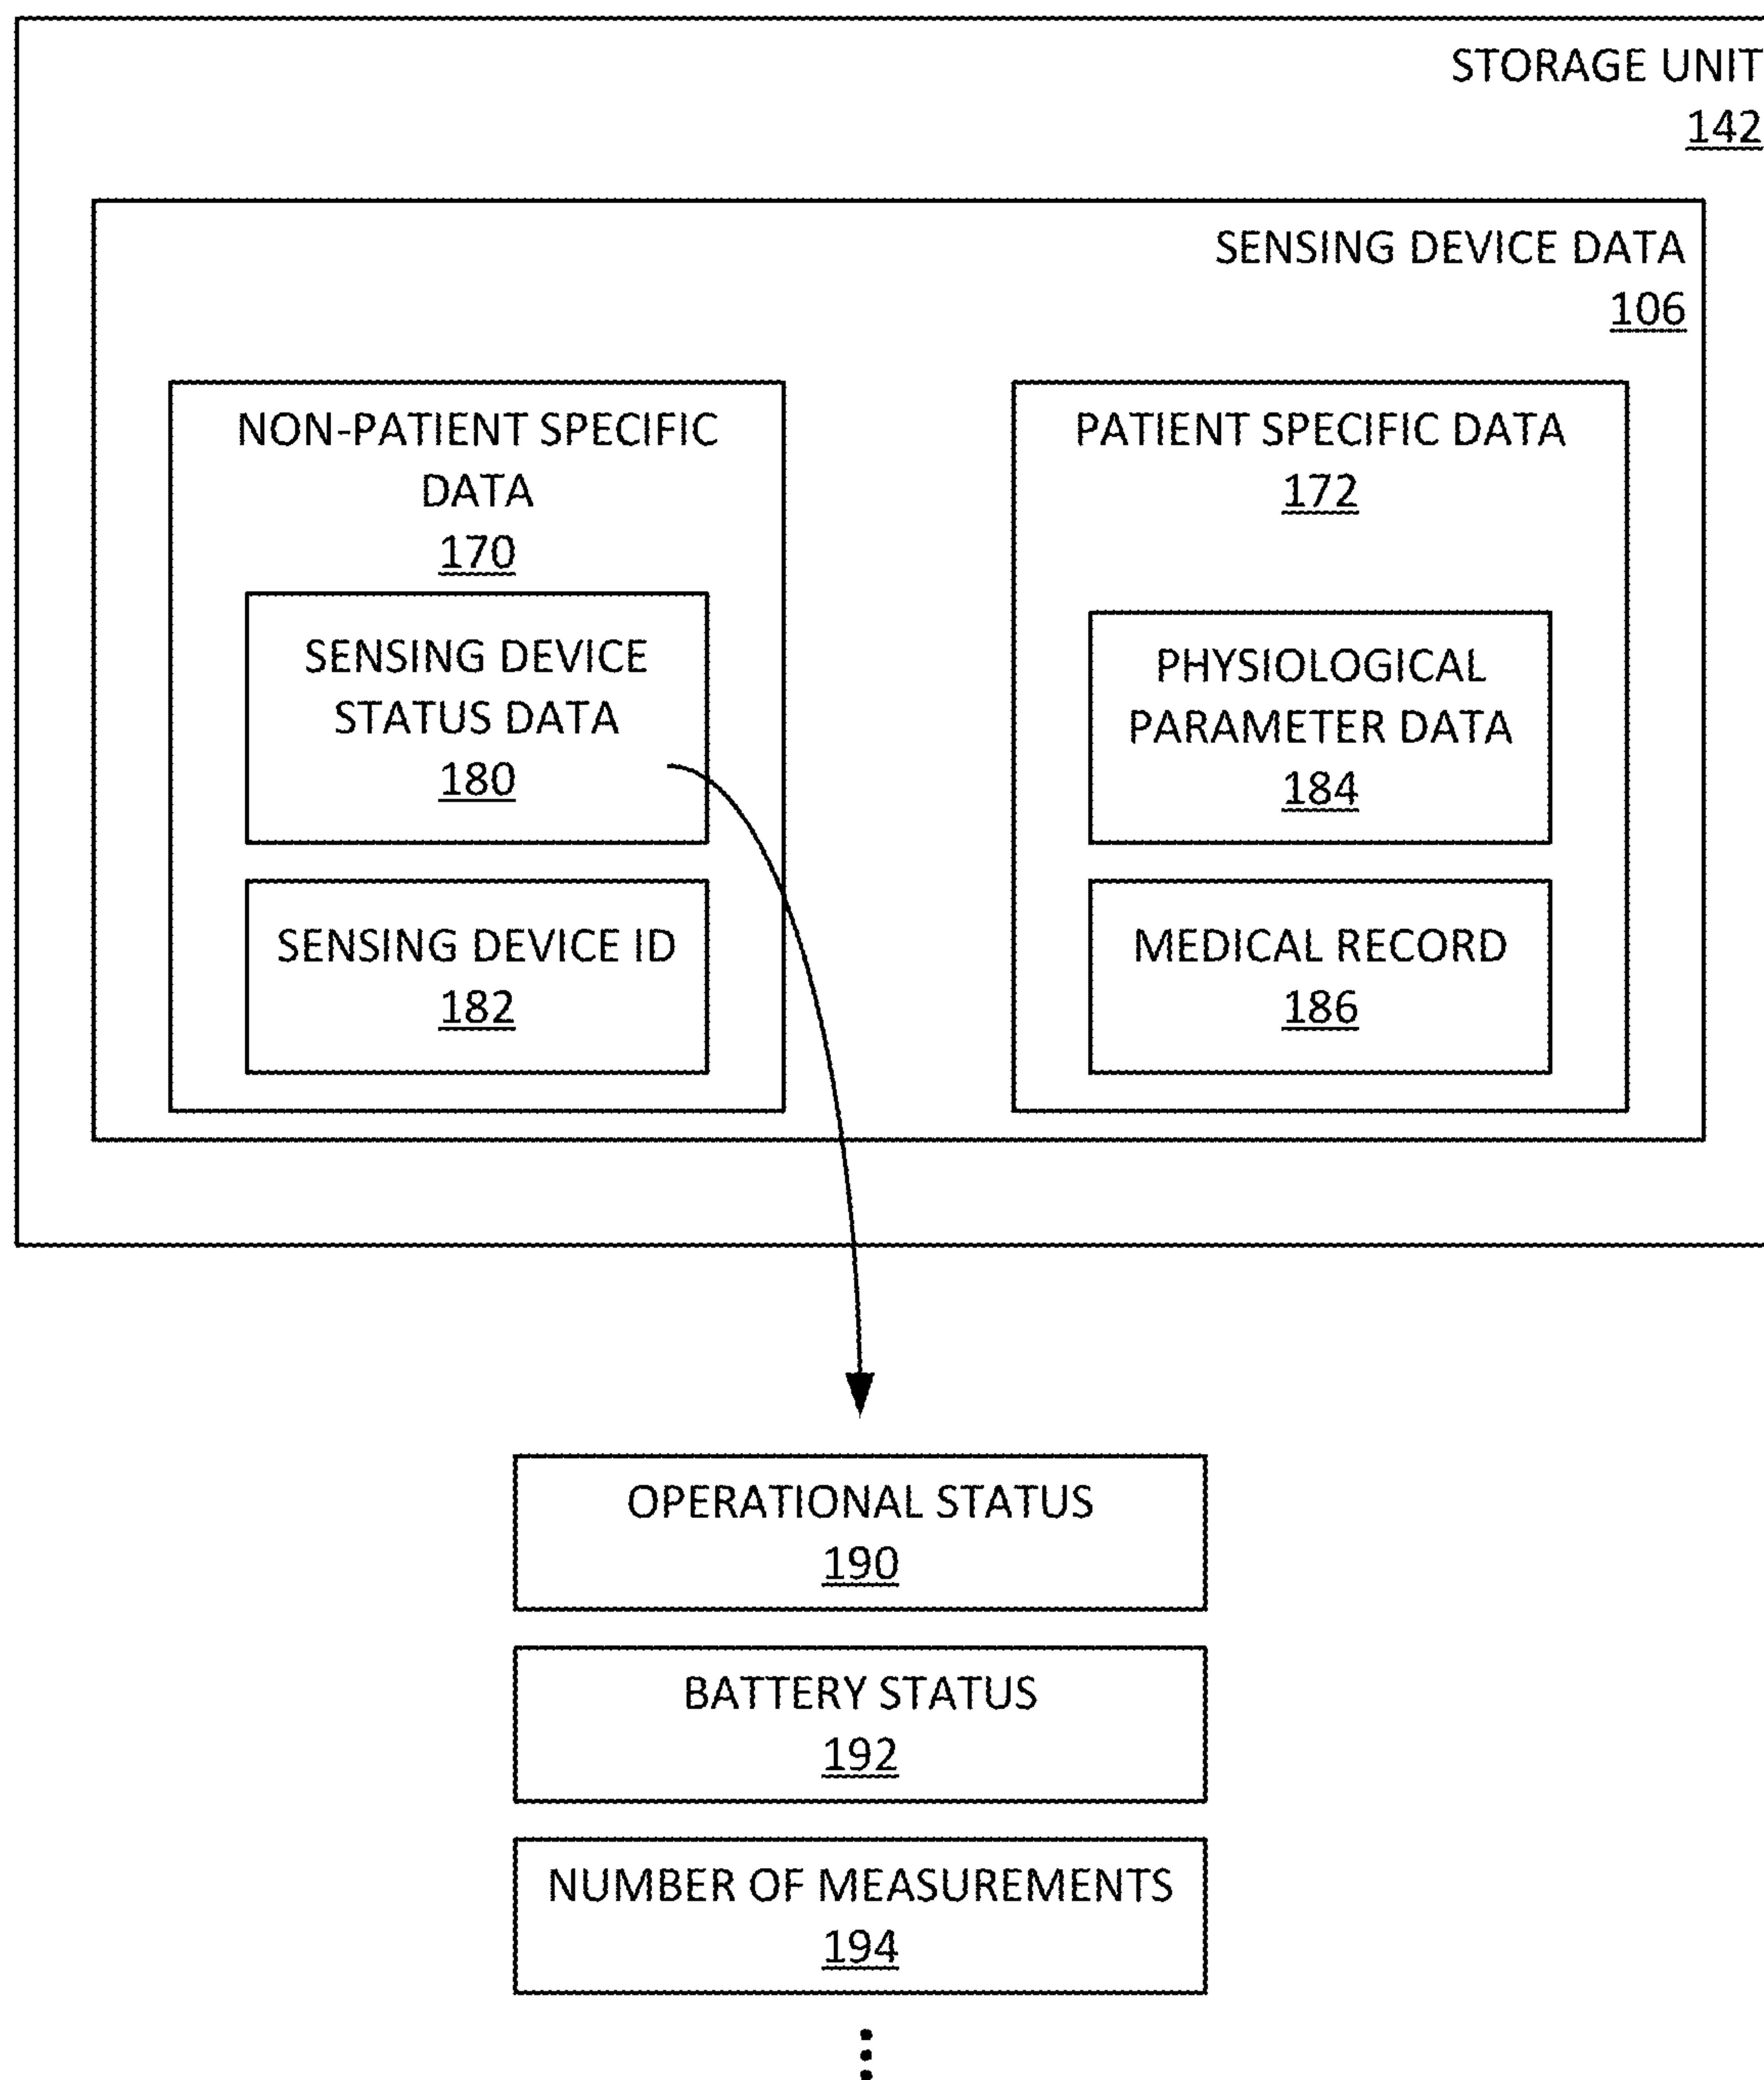 STORAGE UNIT
142
SENSING DEVICE DATA
106
NON-PATIENT SPECIFIC
DATA
170
SENSING DEVICE
STATUS DATA
180
SENSING DEVICE ID
182
PATIENT SPECIFIC DATA
172
PHYSIOLOGICAL
PARAMETER DATA
184
MEDICAL RECORD
186
OPERATIONAL STATUS
190
BATTERY STATUS
192
NUMBER OF MEASUREMENTS
194